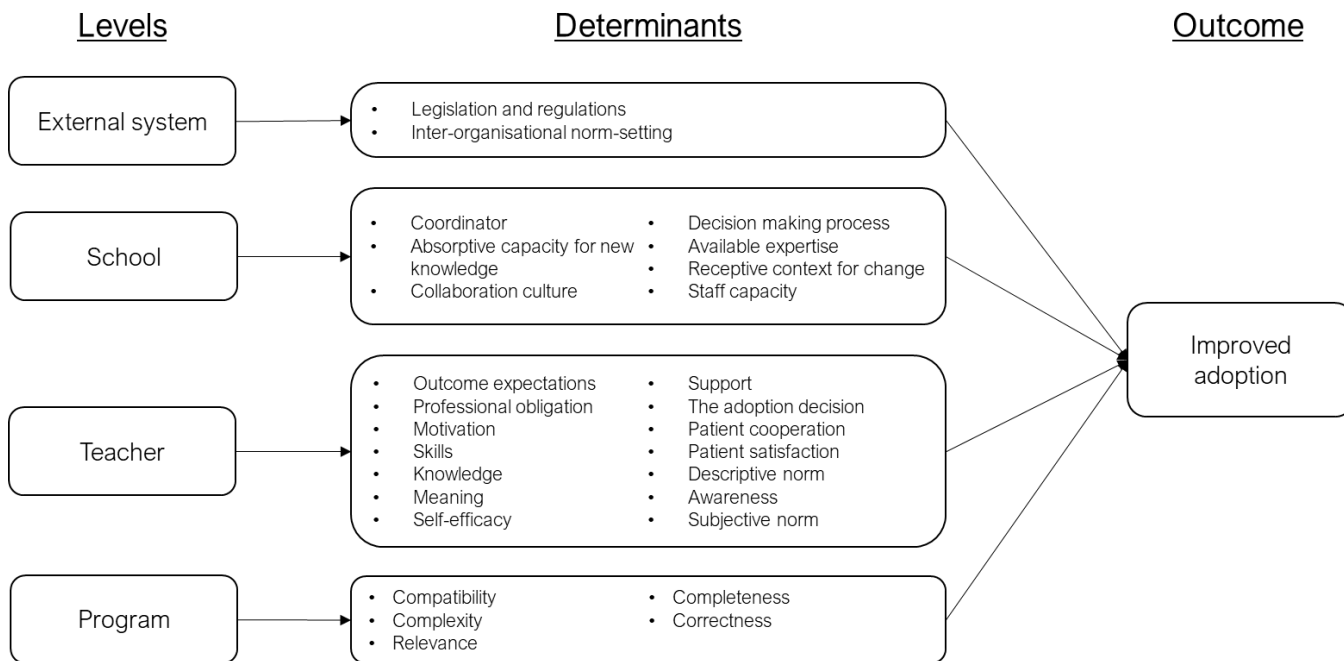 Levels
Determinants
Outcome
External system
• Legislation and regulations
• Inter-organisational norm-setting
School
• Coordinator
• Absorptive capacity for new
knowledge
• Collaboration culture
• Decision making process
• Available expertise
• Receptive context for change
• Staff capacity
Improved
adoption
Teacher
• Outcome expectations
• Professional obligation
• Motivation
• Skills
• Knowledge
• Meaning
• Self-efficacy
• Support
• The adoption decision
• Patient cooperation
• Patient satisfaction
• Descriptive norm
• Awareness
• Subjective norm
Program
• Compatibility
• Complexity
• Relevance
• Completeness
• Correctness